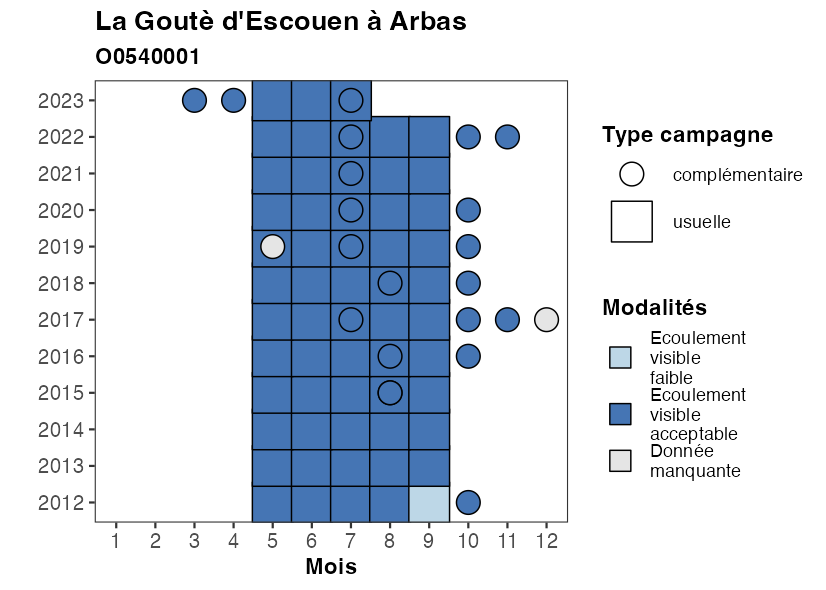 La Goutè d'Escouen à Arbas
O0540001
2023
2022
2021
2020
2019
2018
2017
2016
2015
2014
2013
2012
1 2 3 4 5 6 7 8 9 10 11 12
Mois
Type campagne
complémentaire
usuelle
Modalités
Ecoulement
visible
faible
Ecoulement
visible
acceptable
Donnée
manquante